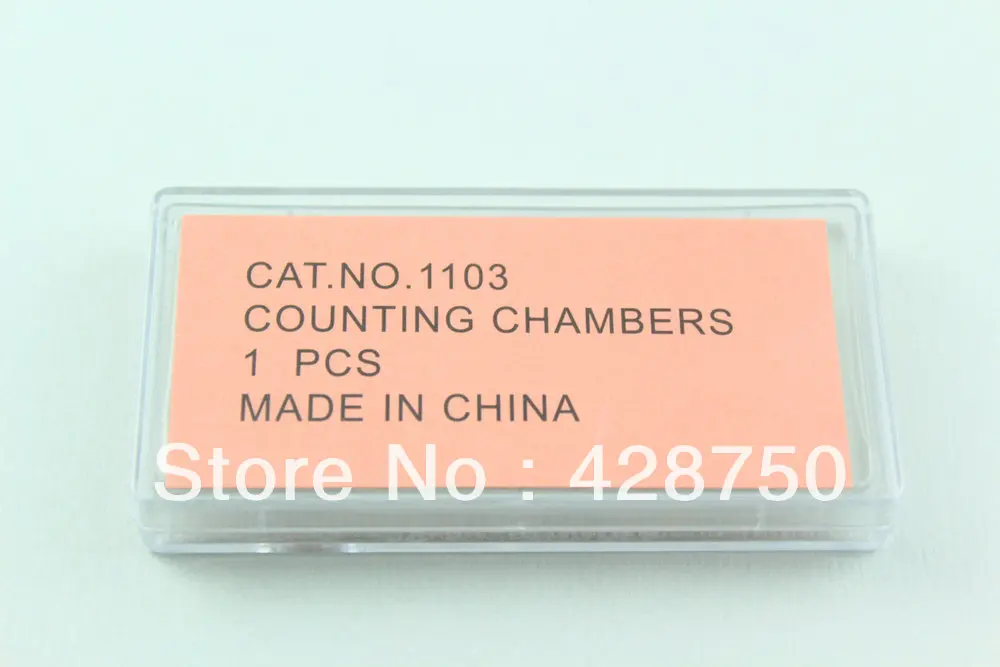 CAT.NO.1103
COUNTING CHAMBERS
1 PCS
MADE IN CHINA
Store No : 428750